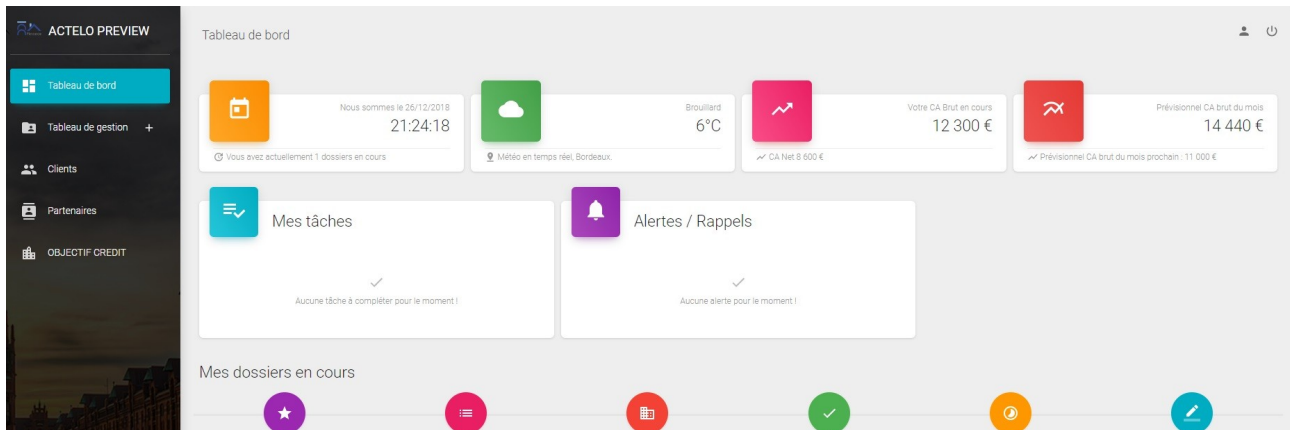 ACTELO PREVIEW
Tableau de bord
Tableau de gestion +
Clients
Partenaires
OBJECTIF CREDIT
Tableau de bord
Nous sommes le 26/12/2018
21:24:18
Vous avez actuellement 1 dossiers en cours
Brouillard
6°C
Météo en temps réel, Bordeaux.
Votre CA Brut en cours
12 300 €
CA Net 8 600 €
Prévisionnel CA brut du mois
14 440 €
Prévisionnel CA brut du mois prochain : 11 000 €
Mes tâches
Aucune tâche à compléter pour le moment !
Alertes / Rappels
Aucune alerte pour le moment !
Mes dossiers en cours